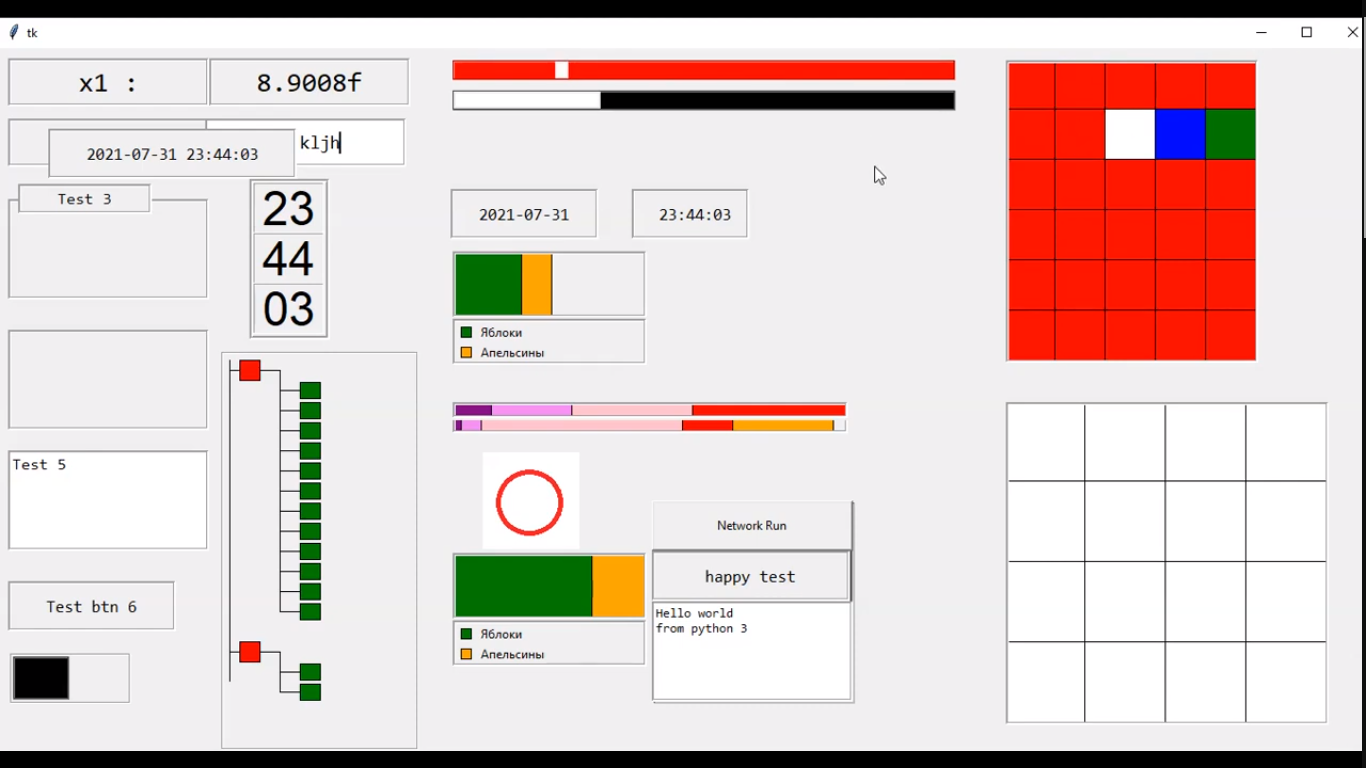 tk
x1 :
8.9008f
kljh
2021-07-31 23:44:03
Test 3
23
44
03
2021-07-31
23:44:03
Яблоки
Апельсины
Test 5
Network Run
happy test
Hello world
from python 3
Test btn 6
Яблоки
Апельсины